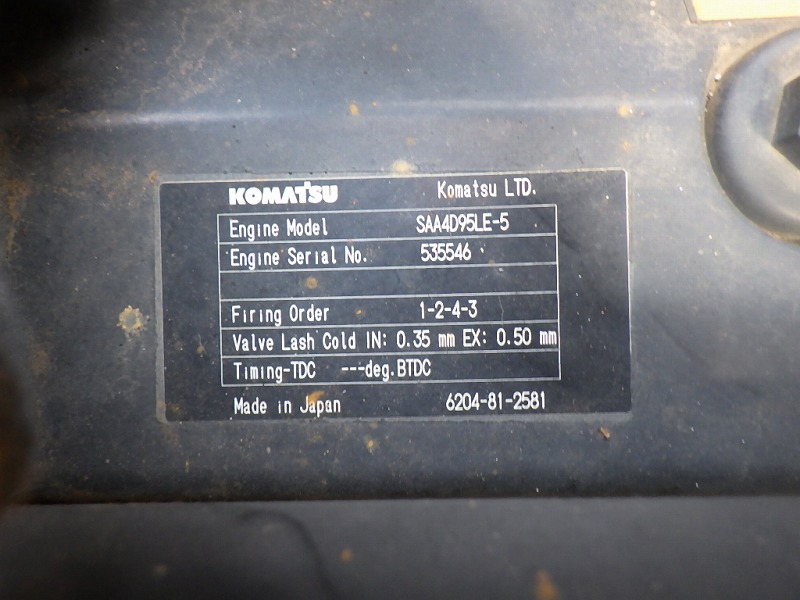 KOMATSU Komatsu LTD.
Engine Model SAA4D95LE-5
Engine Serial No. 535546
Firing Order 1-2-4-3
Valve Lash Cold IN: 0.35 mm EX: 0.50 mm
Timing-TDC ---deg.BTDC
Made in Japan 6204-81-2581